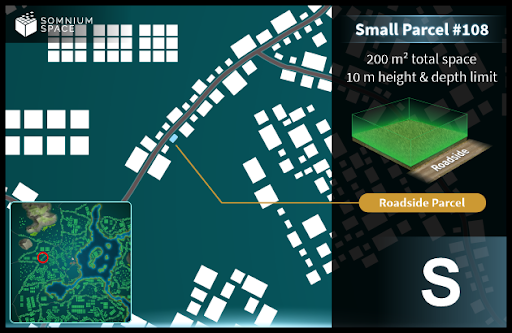 SOMNIUM
SPACE
Small Parcel #108
200 m² total space
10 m height & depth limit
Roadside
Roadside Parcel
S